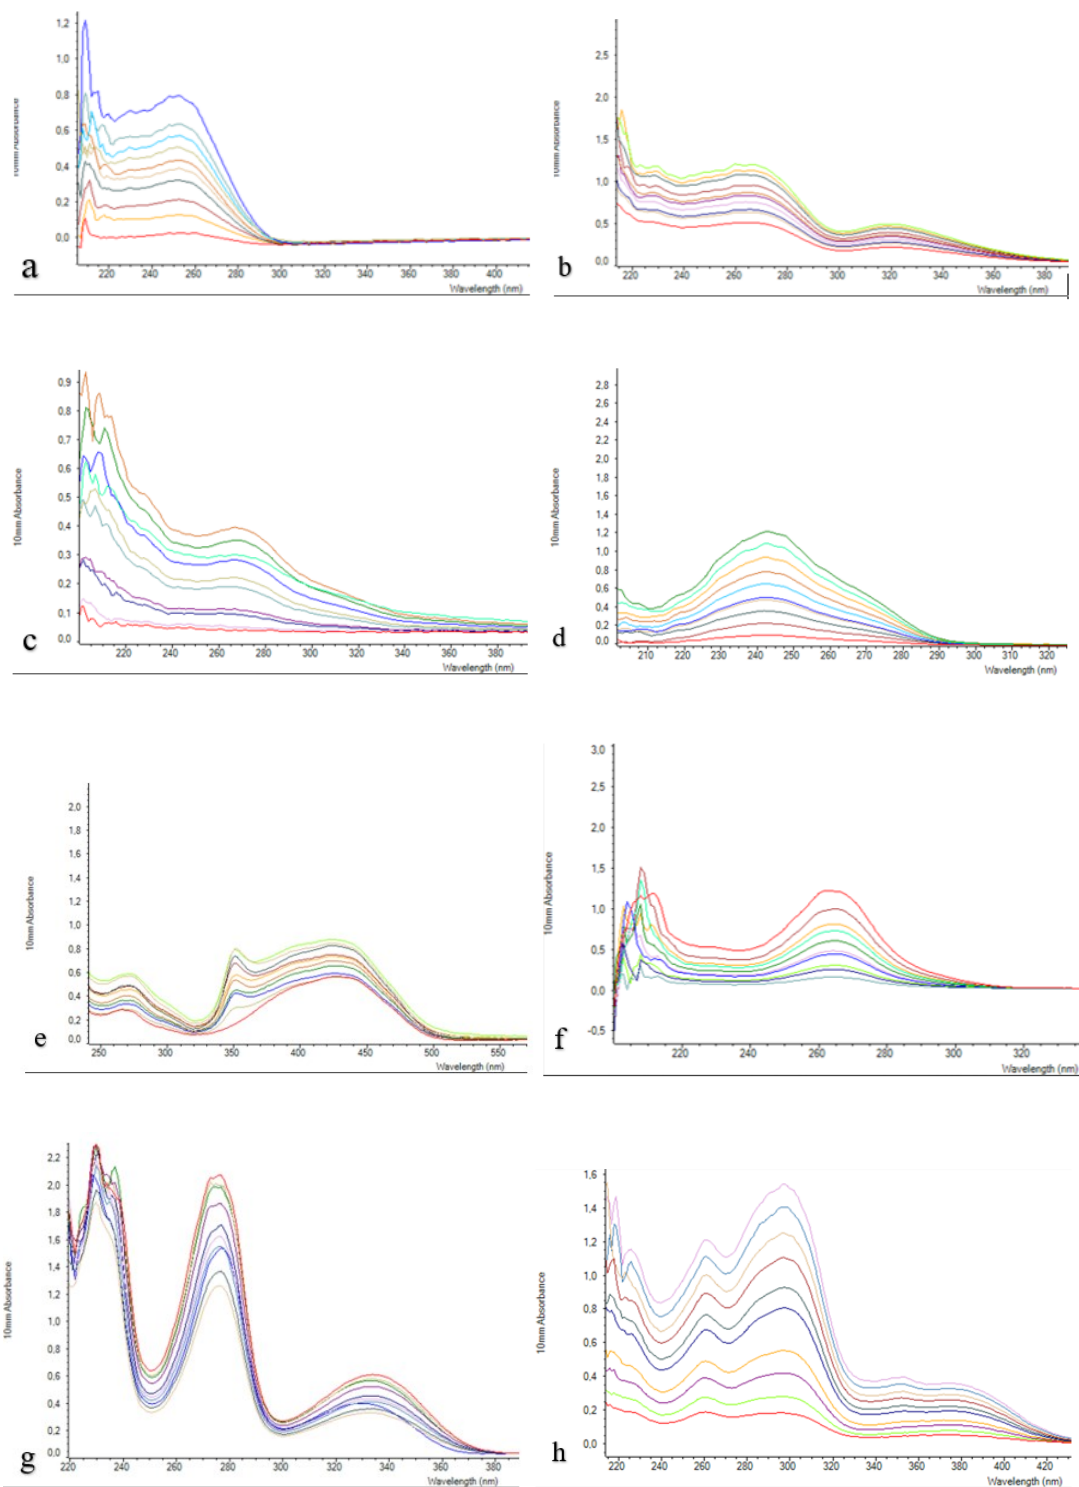 1,2
1,0
0,8
0,6
0,4
0,2
0,0
10mm Absorbance
220 240 260 280 300 320 340 360 380 400
Wavelength (nm)
a
2,5
2,0
1,5
1,0
0,5
0,0
10mm Absorbance
220 240 260 280 300 320 340 360 380
Wavelength (nm)
b
0,9
0,8
0,7
0,6
0,5
0,4
0,3
0,2
0,1
0,0
10mm Absorbance
220 240 260 280 300 320 340 360 380
Wavelength (nm)
c
2,8
2,6
2,4
2,2
2,0
1,8
1,6
1,4
1,2
1,0
0,8
0,6
0,4
0,2
0,0
10mm Absorbance
210 220 230 240 250 260 270 280 290 300 310 320
Wavelength (nm)
d
2,0
1,8
1,6
1,4
1,2
1,0
0,8
0,6
0,4
0,2
0,0
10mm Absorbance
250 300 350 400 450 500 550
Wavelength (nm)
e
3,0
2,5
2,0
1,5
1,0
0,5
0,0
-0,5
10mm Absorbance
220 240 260 280 300 320
Wavelength (nm)
f
2,2
2,0
1,8
1,6
1,4
1,2
1,0
0,8
0,6
0,4
0,2
0,0
10mm Absorbance
220 240 260 280 300 320 340 360 380
Wavelength (nm)
g
1,6
1,4
1,2
1,0
0,8
0,6
0,4
0,2
0,0
10mm Absorbance
220 240 260 280 300 320 340 360 380 400 420
Wavelength (nm)
h